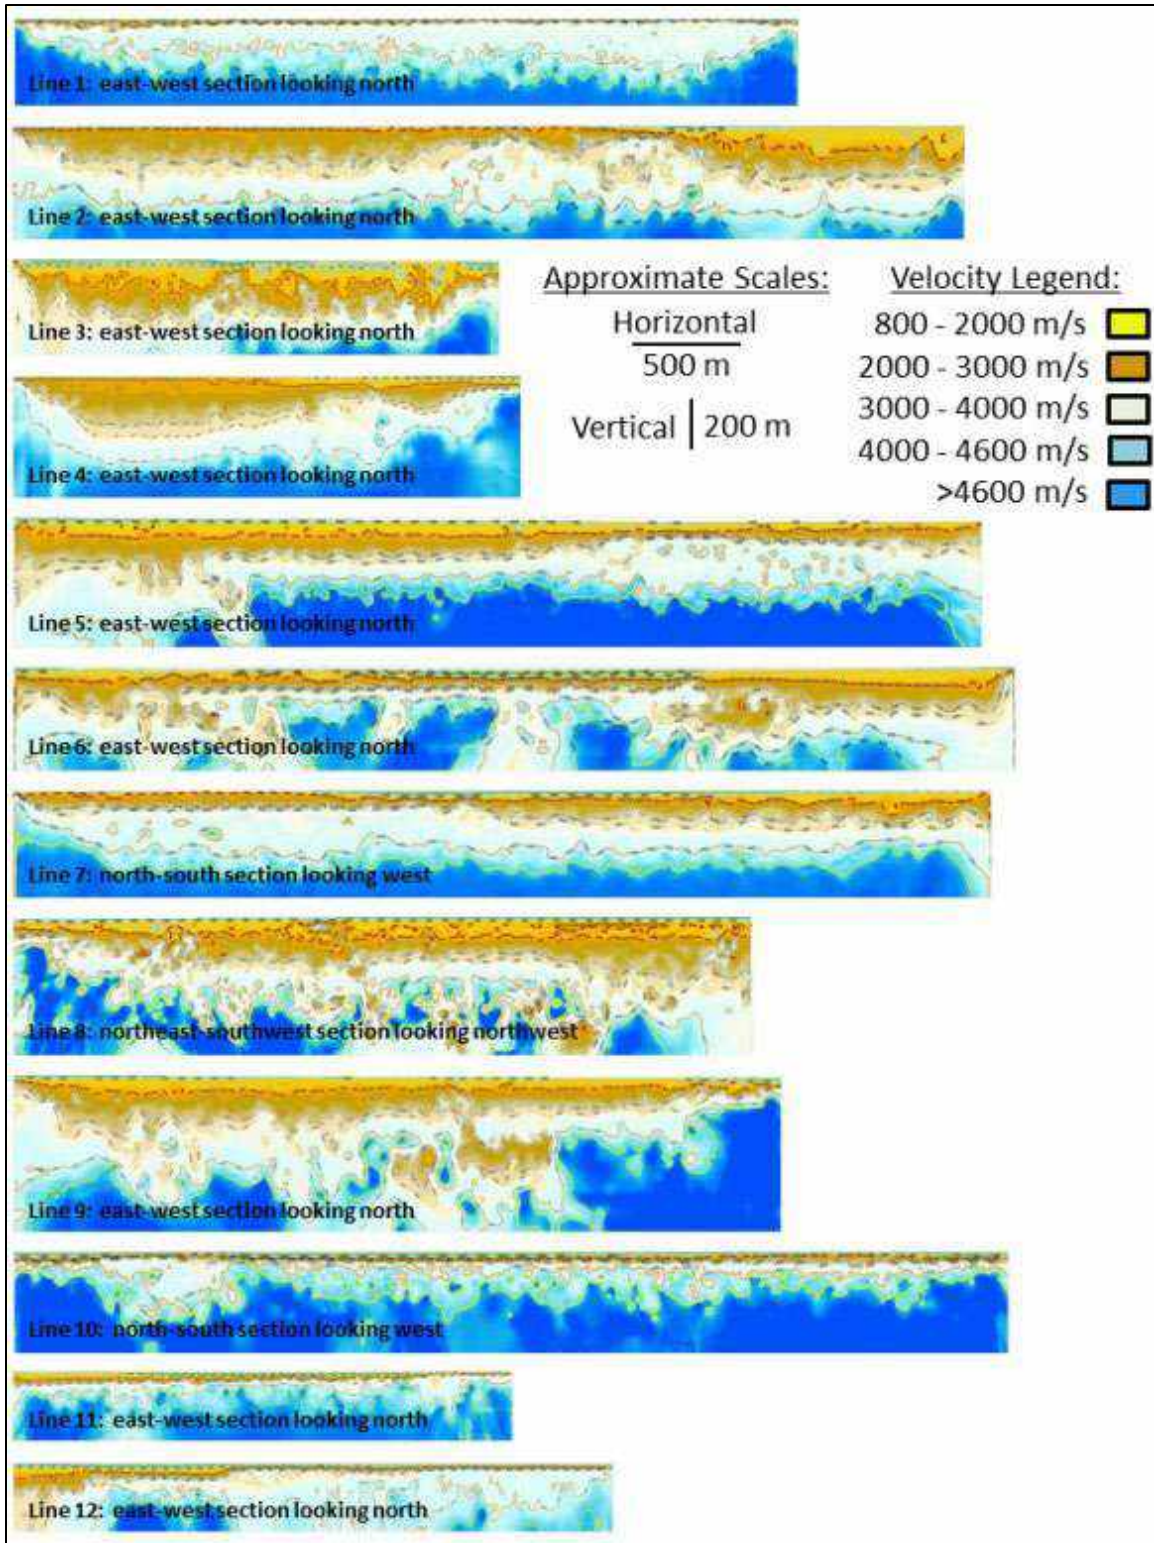 Line 1: east-west section looking north
Line 2: east-west section looking north
Approximate Scales:
Horizontal
500 m
Vertical 200 m
Velocity Legend:
800 - 2000 m/s
2000 - 3000 m/s
3000 - 4000 m/s
4000 - 4600 m/s
>4600 m/s
Line 3: east-west section looking north
Line 4: east-west section looking north
Line 5: east-west section looking north
Line 6: east-west section looking north
Line 7: north-south section looking west
Line 8: northeast-southwest section looking northwest
Line 9: east-west section looking north
Line 10: north-south section looking west
Line 11: east-west section looking north
Line 12: east-west section looking north